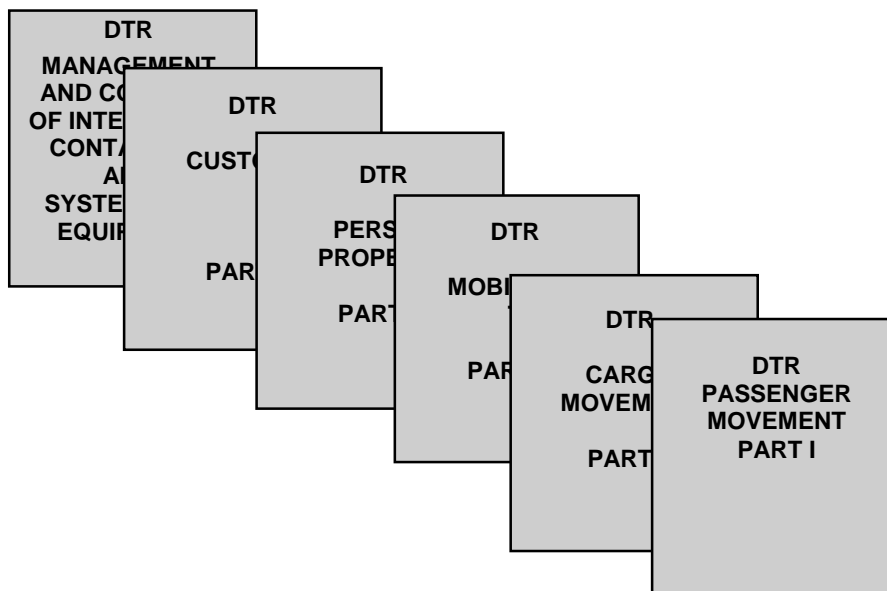 DTR
MANAGEMENT
AND CO
OF INTE
CONTA
A
SYSTE
EQUIP
DTR
CUSTO
PAR
DTR
PERS
PROPE
PART
DTR
MOBI
PAR
DTR
CARG
MOVEM
PART
DTR
PASSENGER
MOVEMENT
PART I